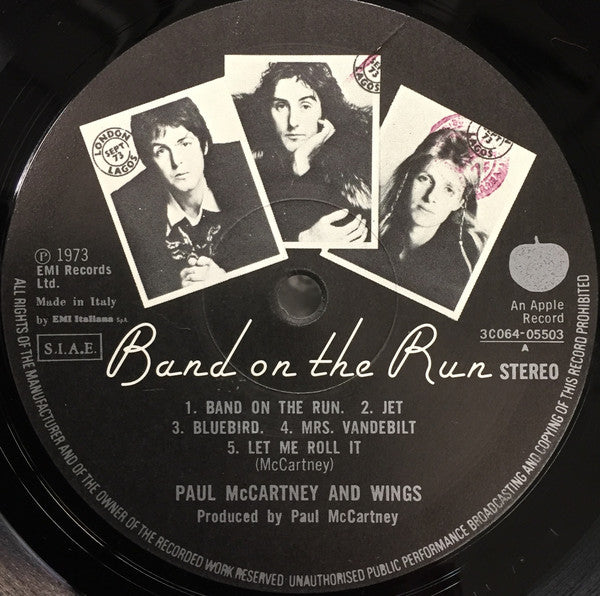 LONDON
SEPT
73
LAGOS
SEPT
73
LAGOS
73
℗ 1973
EMI Records
Ltd.
Made in Italy
by EMI Italiana S.p.A.
S.I.A.E.
An Apple
Record
3C064-05503
A
Band on the Run STEREO
1. BAND ON THE RUN. 2. JET
3. BLUEBIRD. 4. MRS. VANDEBILT
5. LET ME ROLL IT
(McCartney)
PAUL McCARTNEY AND WINGS
Produced by Paul McCartney
ALL RIGHTS OF THE MANUFACTURER AND OF THE OWNER OF THE RECORDED WORK RESERVED UNAUTHORISED PUBLIC PERFORMANCE BROADCASTING AND COPYING OF THIS RECORD PROHIBITED